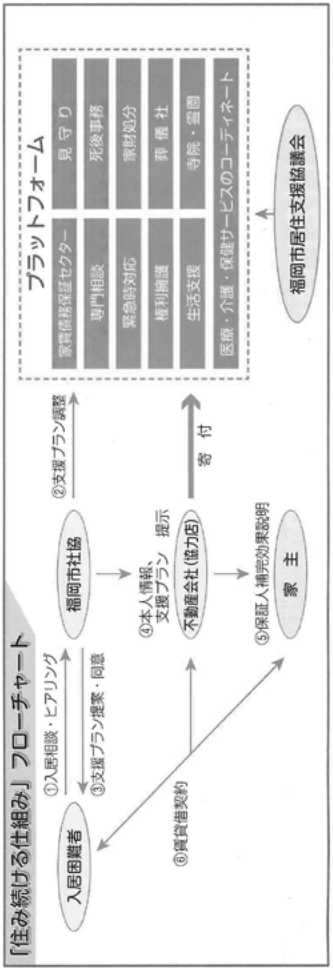 「住み続ける仕組み」フローチャート
入居困難者
①入居相談・ヒアリング
③支援プラン提案・同意
福岡市社協
②支援プラン調整
④本人情報、
支援プラン 提示
不動産会社(協力店)
寄 付
⑤保証人補完効果説明
家 主
⑥賃貸借契約
プラットフォーム
家賃債務保証セクター
見 守 り
専門相談
死後事務
緊急時対応
家財処分
権利擁護
葬 儀 社
生活支援
寺院・霊園
医療・介護・保健サービスのコーディネート
福岡市居住支援協議会